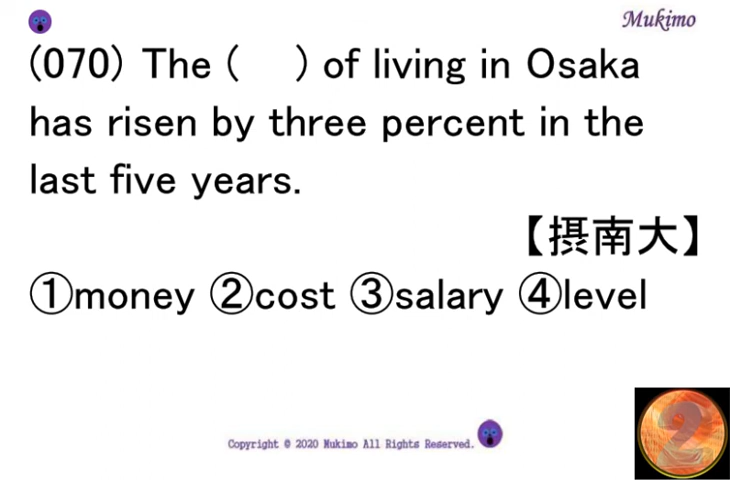 Mukimo
(070) The (　) of living in Osaka
has risen by three percent in the
last five years.
【摂南大】
①money ②cost ③salary ④level
2
Copyright © 2020 Mukimo All Rights Reserved.